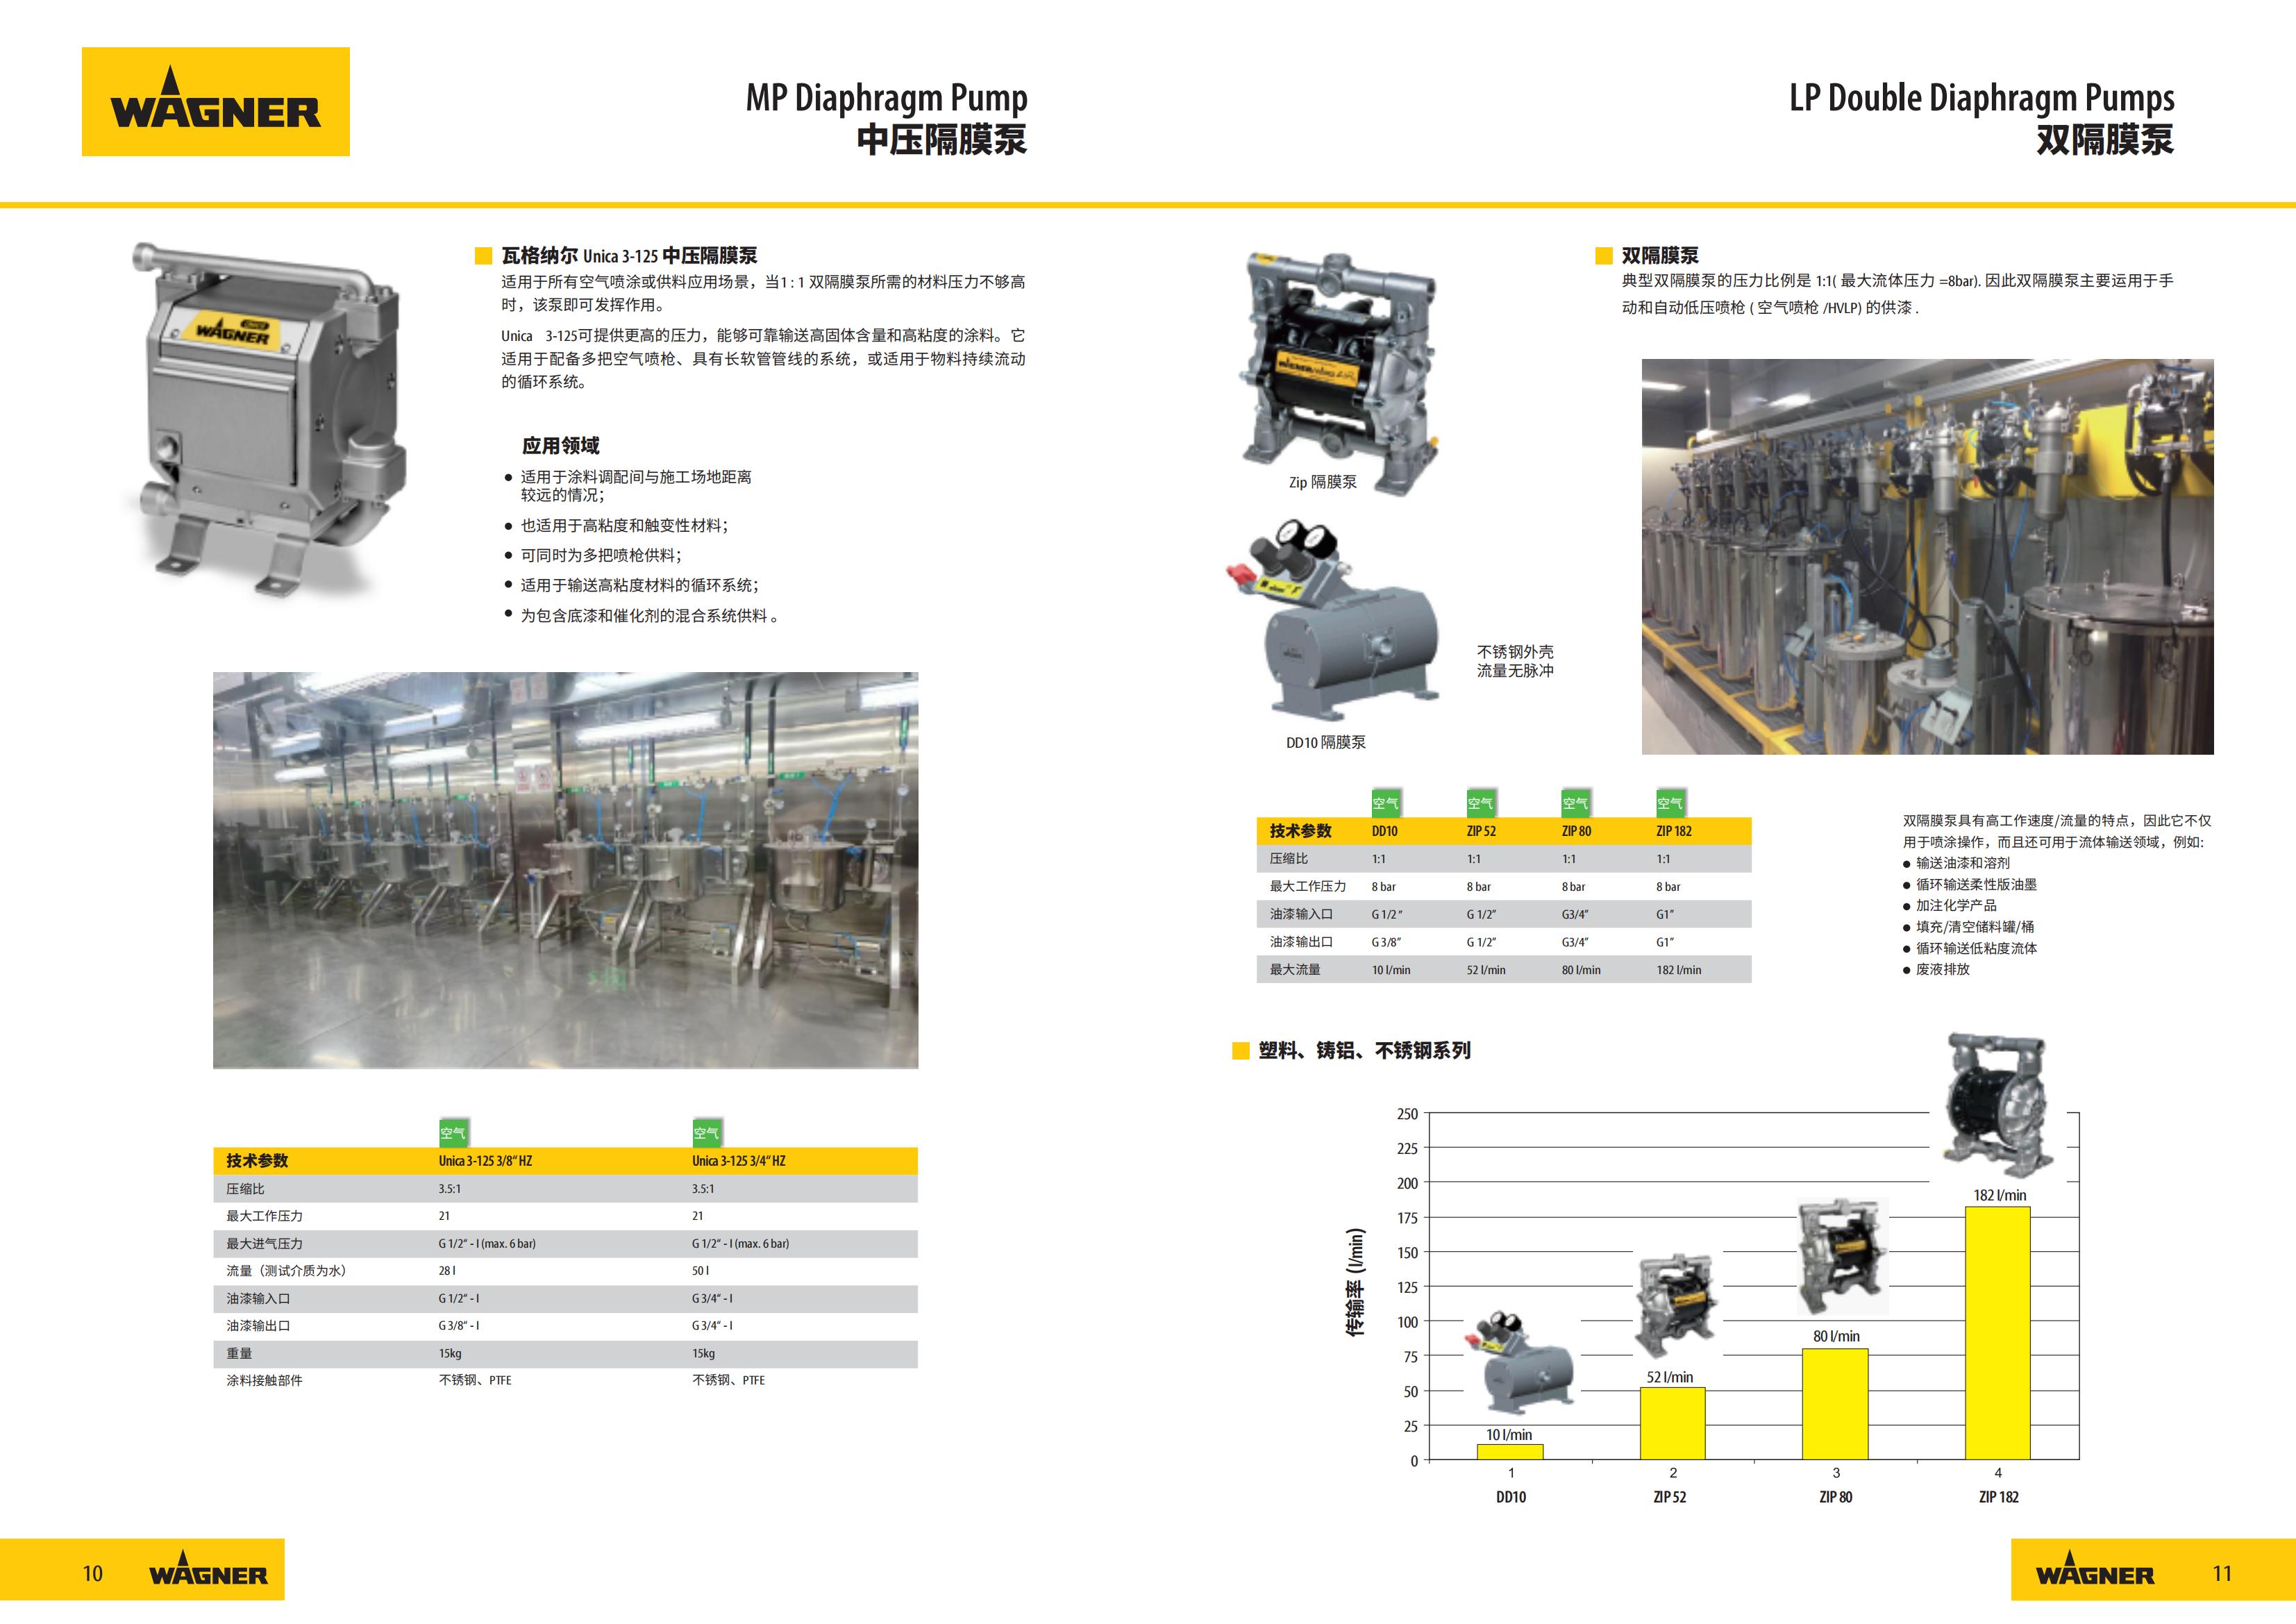 WAGNER
MP Diaphragm Pump
中压隔膜泵
WAGNER
瓦格纳尔 Unica 3-125 中压隔膜泵
适用于所有空气喷涂或供料应用场景，当1 : 1 双隔膜泵所需的材料压力不够高
时，该泵即可发挥作用。
Unica 3-125可提供更高的压力，能够可靠输送高固体含量和高粘度的涂料。它
适用于配备多把空气喷枪、具有长软管管线的系统，或适用于物料持续流动
的循环系统。
应用领域
● 适用于涂料调配间与施工场地距离
较远的情况；
● 也适用于高粘度和触变性材料；
● 可同时为多把喷枪供料；
● 适用于输送高粘度材料的循环系统；
● 为包含底漆和催化剂的混合系统供料 。
空气 空气
技术参数 Unica 3-125 3/8“ HZ Unica 3-125 3/4“ HZ
压缩比 3.5:1 3.5:1
最大工作压力 21 21
最大进气压力 G 1/2“ - I (max. 6 bar) G 1/2“ - I (max. 6 bar)
流量（测试介质为水） 28 l 50 l
油漆输入口 G 1/2“ - I G 3/4“ - I
油漆输出口 G 3/8“ - I G 3/4“ - I
重量 15kg 15kg
涂料接触部件 不锈钢、PTFE 不锈钢、PTFE
10 WAGNER
LP Double Diaphragm Pumps
双隔膜泵
双隔膜泵
典型双隔膜泵的压力比例是 1:1( 最大流体压力 =8bar). 因此双隔膜泵主要运用于手
动和自动低压喷枪 ( 空气喷枪 /HVLP) 的供漆 .
Zip 隔膜泵
不锈钢外壳
流量无脉冲
DD10 隔膜泵
空气 空气 空气 空气
技术参数 DD10 ZIP 52 ZIP 80 ZIP 182
压缩比 1:1 1:1 1:1 1:1
最大工作压力 8 bar 8 bar 8 bar 8 bar
油漆输入口 G 1/2 ” G 1/2” G3/4” G1”
油漆输出口 G 3/8” G 1/2” G3/4” G1”
最大流量 10 l/min 52 l/min 80 l/min 182 l/min
双隔膜泵具有高工作速度/流量的特点，因此它不仅
用于喷涂操作，而且还可用于流体输送领域，例如:
● 输送油漆和溶剂
● 循环输送柔性版油墨
● 加注化学产品
● 填充/清空储料罐/桶
● 循环输送低粘度流体
● 废液排放
塑料、铸铝、不锈钢系列
传输率 (l/min)
250
225
200
175
150
125
100
75
50
25
0
10 l/min
52 l/min
80 l/min
182 l/min
1 2 3 4
DD10 ZIP 52 ZIP 80 ZIP 182
WAGNER 11